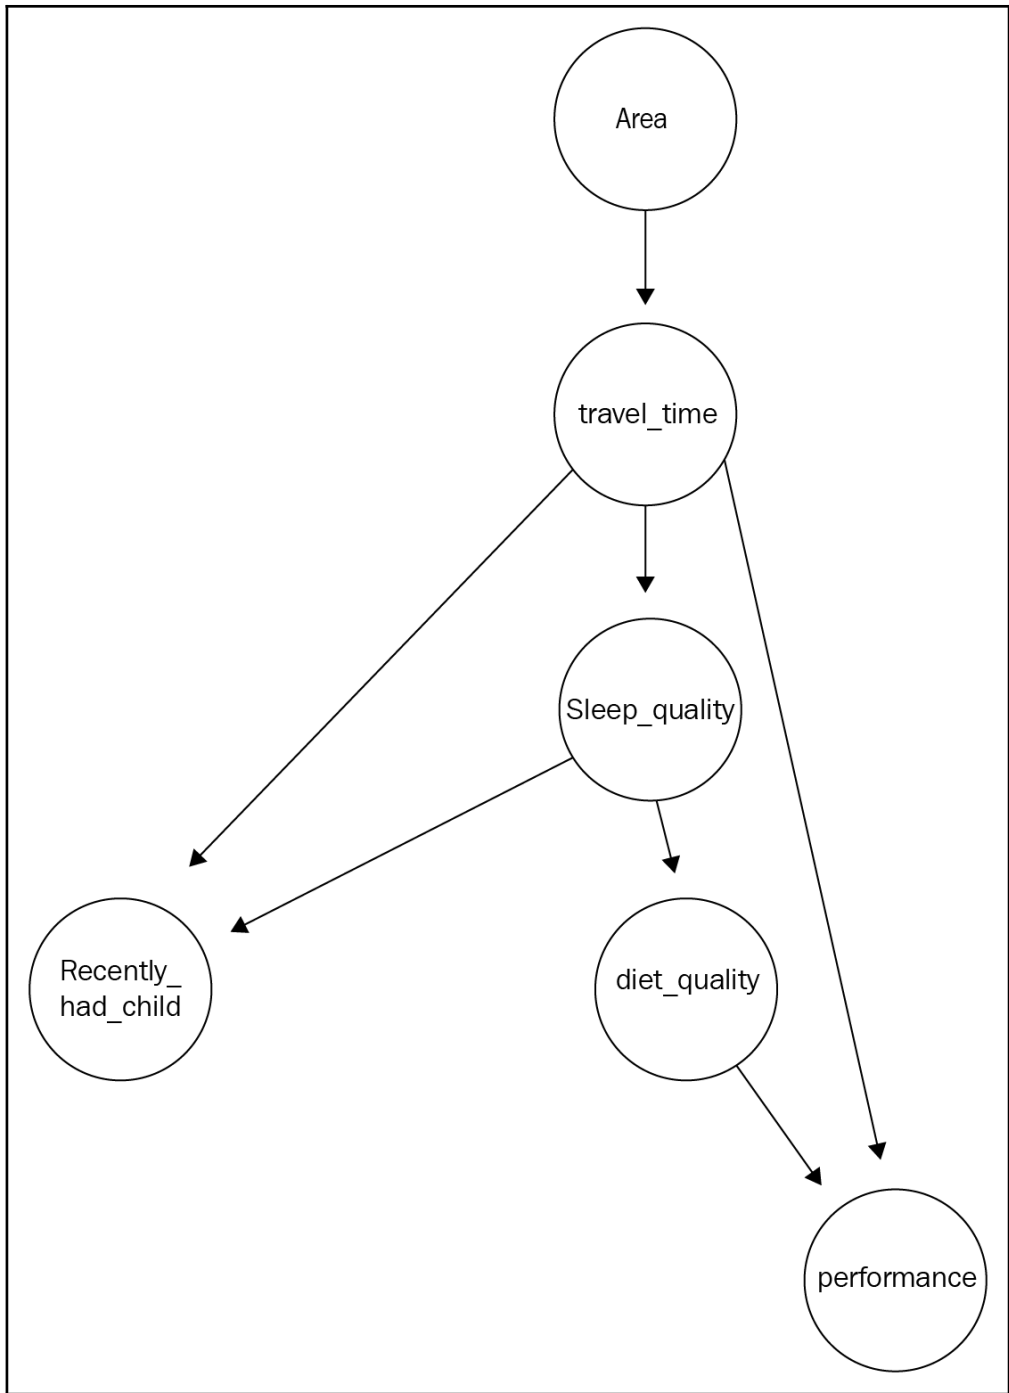 Area
travel_time
Sleep_quality
Recently_
had_child
diet_quality
performance